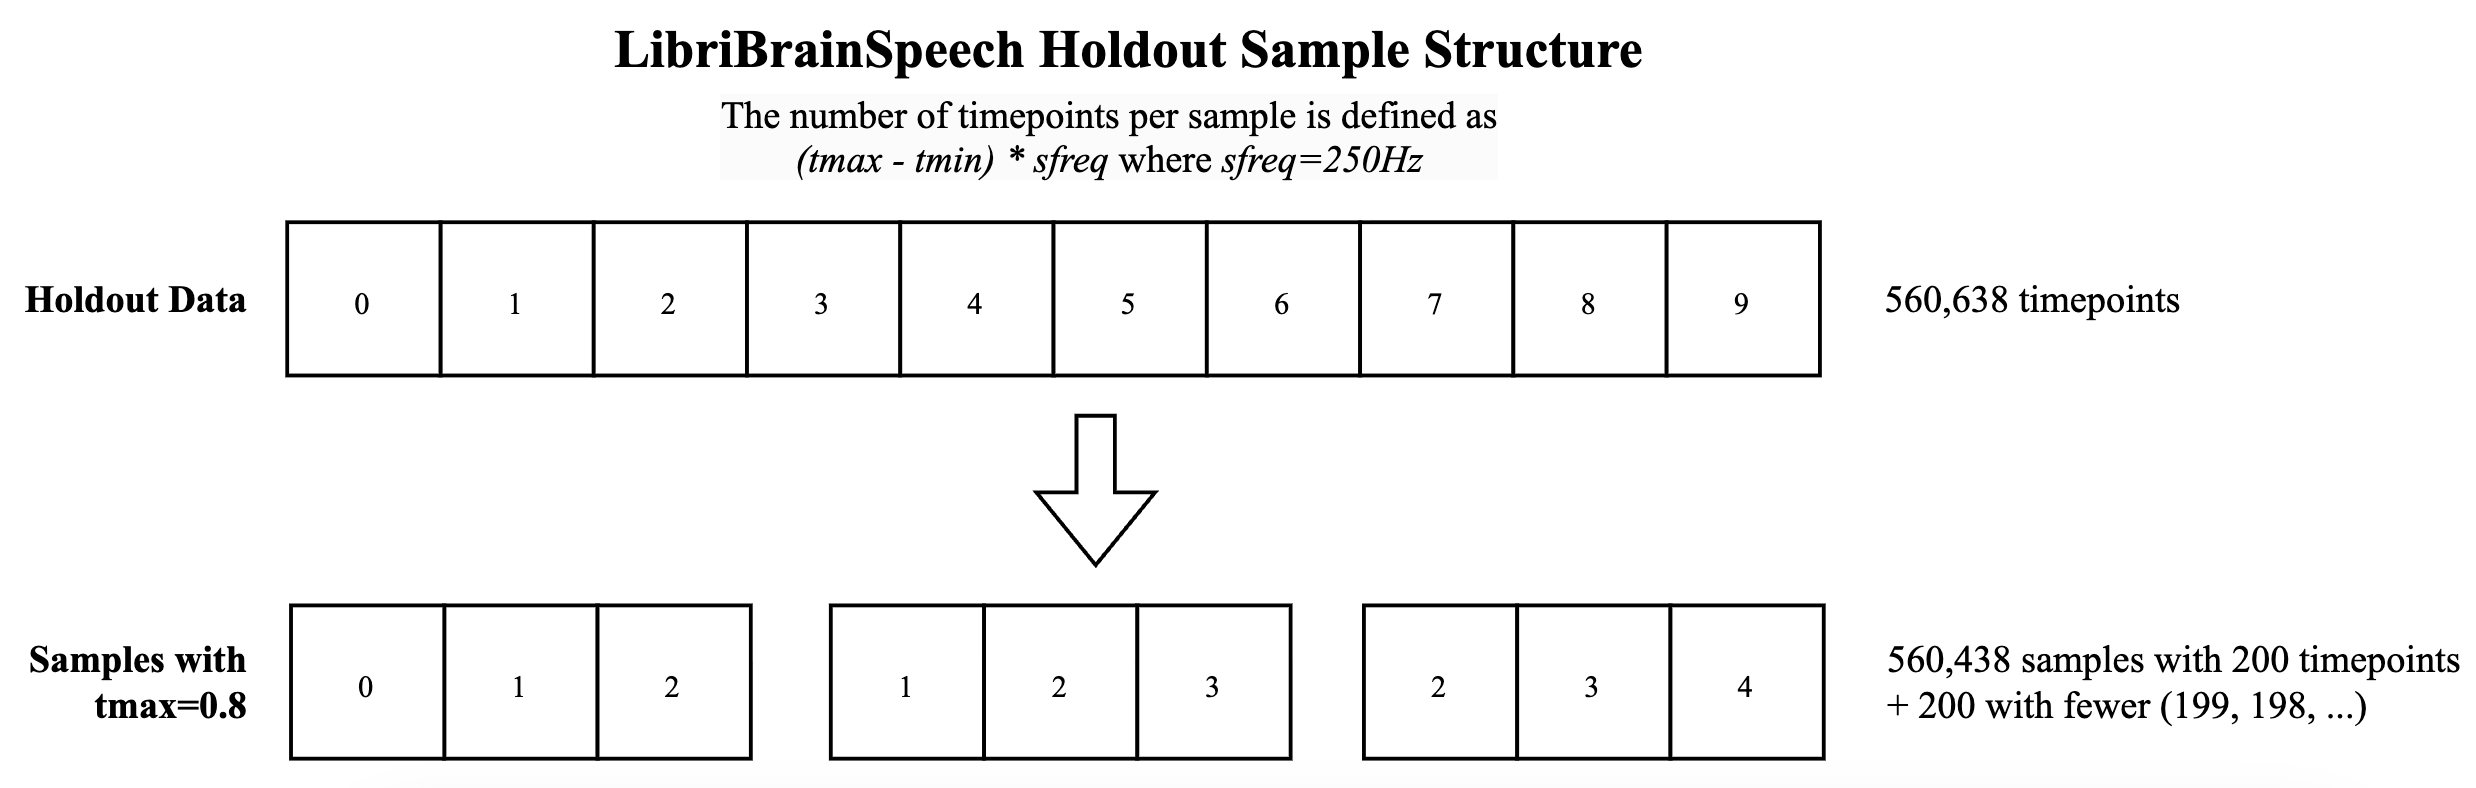 LibriBrainSpeech Holdout Sample Structure
The number of timepoints per sample is defined as
(tmax - tmin) * sfreq where sfreq=250Hz
Holdout Data
0 1 2 3 4 5 6 7 8 9
560,638 timepoints
Samples with
tmax=0.8
0 1 2
1 2 3
2 3 4
560,438 samples with 200 timepoints
+ 200 with fewer (199, 198, ...)